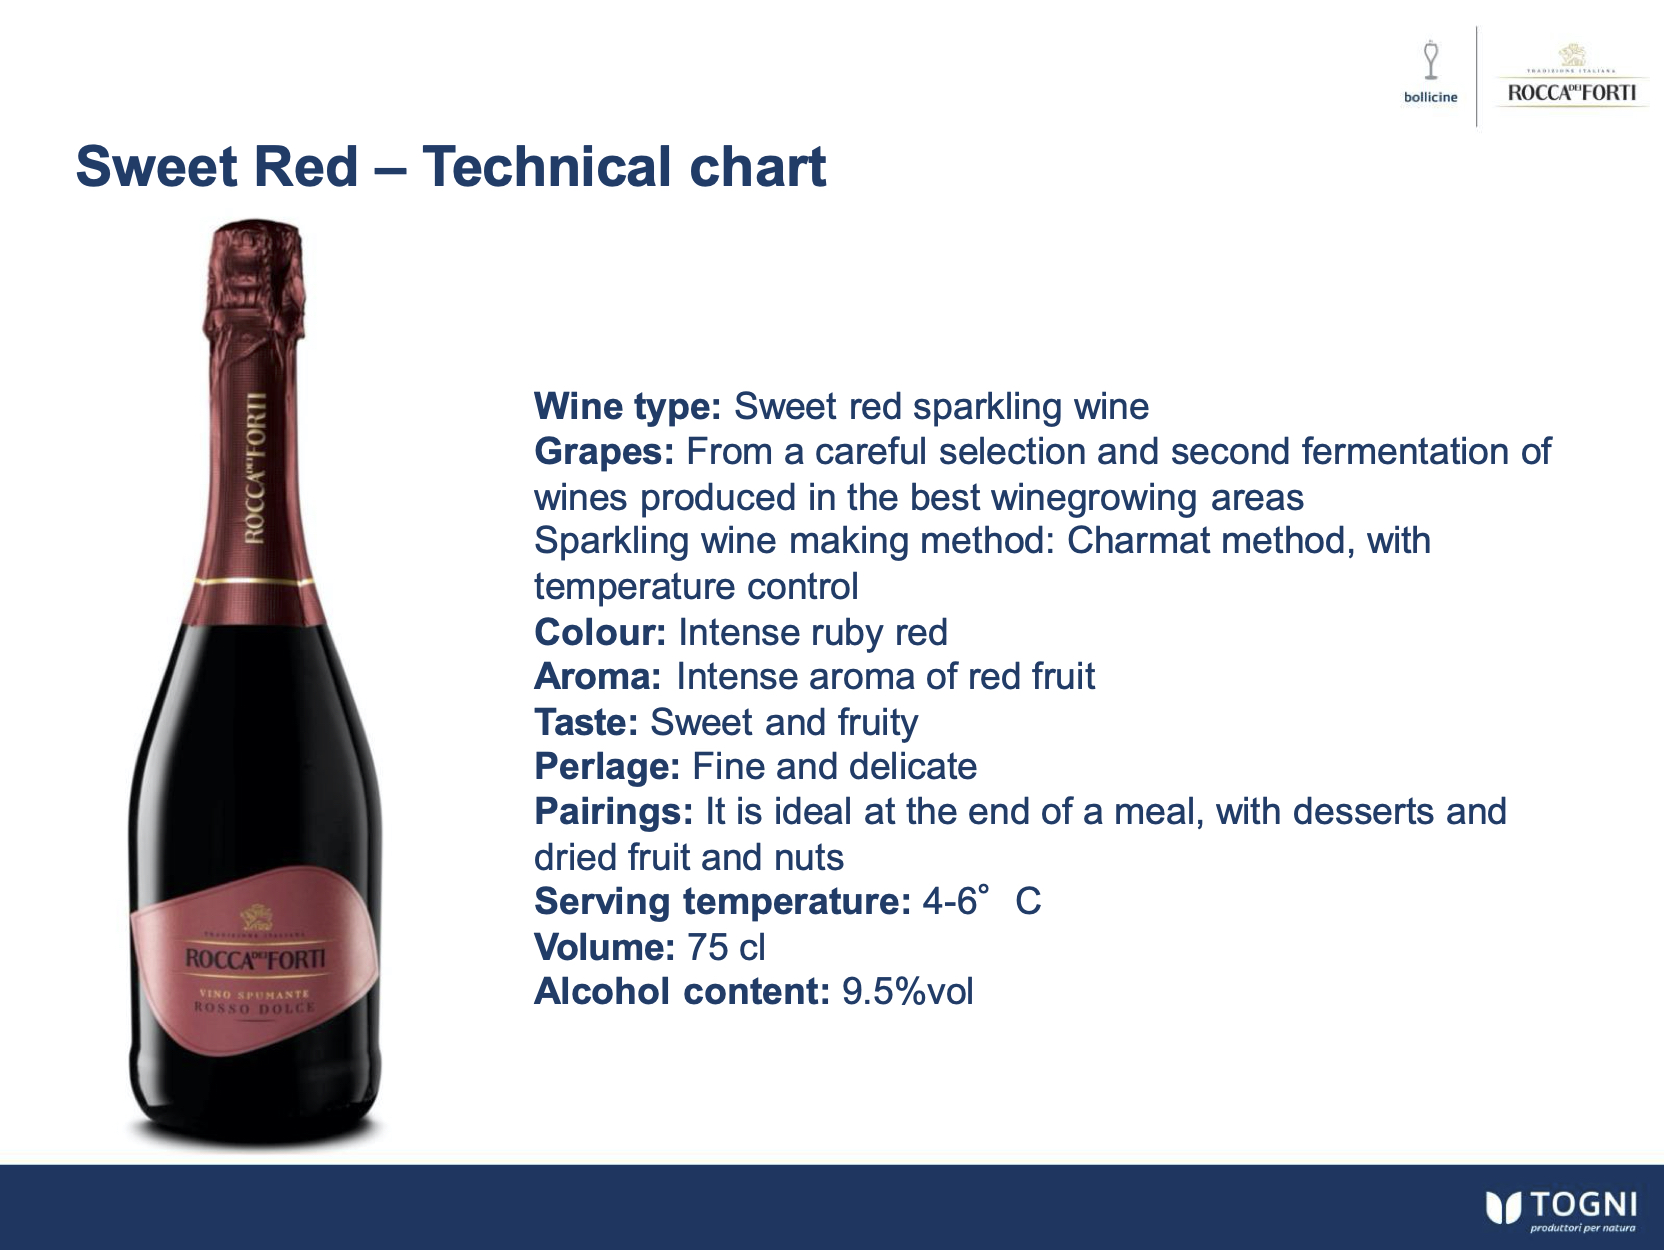 bollicine
TRADIZIONE ITALIANA
ROCCA DEI FORTI
Sweet Red – Technical chart
ROCCA DEI FORTI
Wine type: Sweet red sparkling wine
Grapes: From a careful selection and second fermentation of
wines produced in the best winegrowing areas
Sparkling wine making method: Charmat method, with
temperature control
Colour: Intense ruby red
Aroma: Intense aroma of red fruit
Taste: Sweet and fruity
Perlage: Fine and delicate
Pairings: It is ideal at the end of a meal, with desserts and
dried fruit and nuts
Serving temperature: 4-6° C
Volume: 75 cl
Alcohol content: 9.5%vol
TRADIZIONE ITALIANA
ROCCA DEI FORTI
VINO SPUMANTE
ROSSO DOLCE
TOGNI
produttori per natura